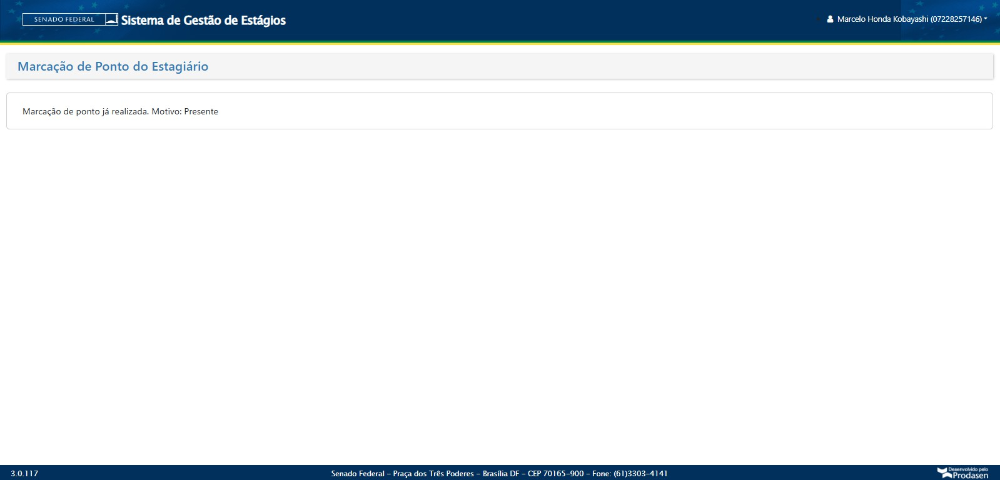 SENADO FEDERAL
Sistema de Gestão de Estágios
Marcelo Honda Kobayashi (07228257146)
Marcação de Ponto do Estagiário
Marcação de ponto já realizada. Motivo: Presente
3.0.117
Senado Federal - Praça dos Três Poderes - Brasília DF - CEP 70165-900 - Fone: (61)3303-4141
Desenvolvido pelo
Prodasen